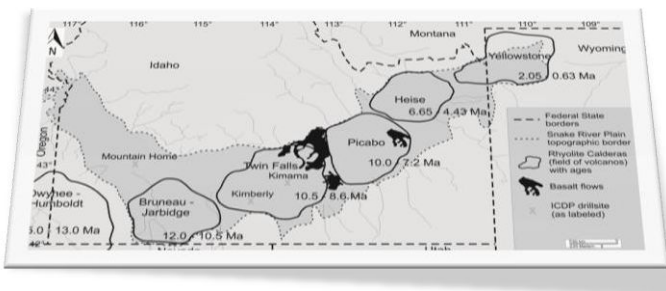 117° 116° 115° 114° 113° 112° 111° 110° 109°
Montana
N
Idaho
Yellowstone
Wyoming
2.05 0.63 Ma
44°
Heise
6.65 4.43 Ma
Federal State
borders
Snake River Plain
topographic border
Rhyolite Calderas
(field of volcanos)
with ages
Basalt flows
ICDP drillsite
(as labeled)
Oregon
43°
Mountain Home
Picabo
10.0 7.2 Ma
Twin Falls
Kimama
Kimberly
10.5 8.6 Ma
Owyhee -
Humboldt
5.0 13.0 Ma
Bruneau -
Jarbidge
12.0 10.5 Ma
42°
Nevada
Utah